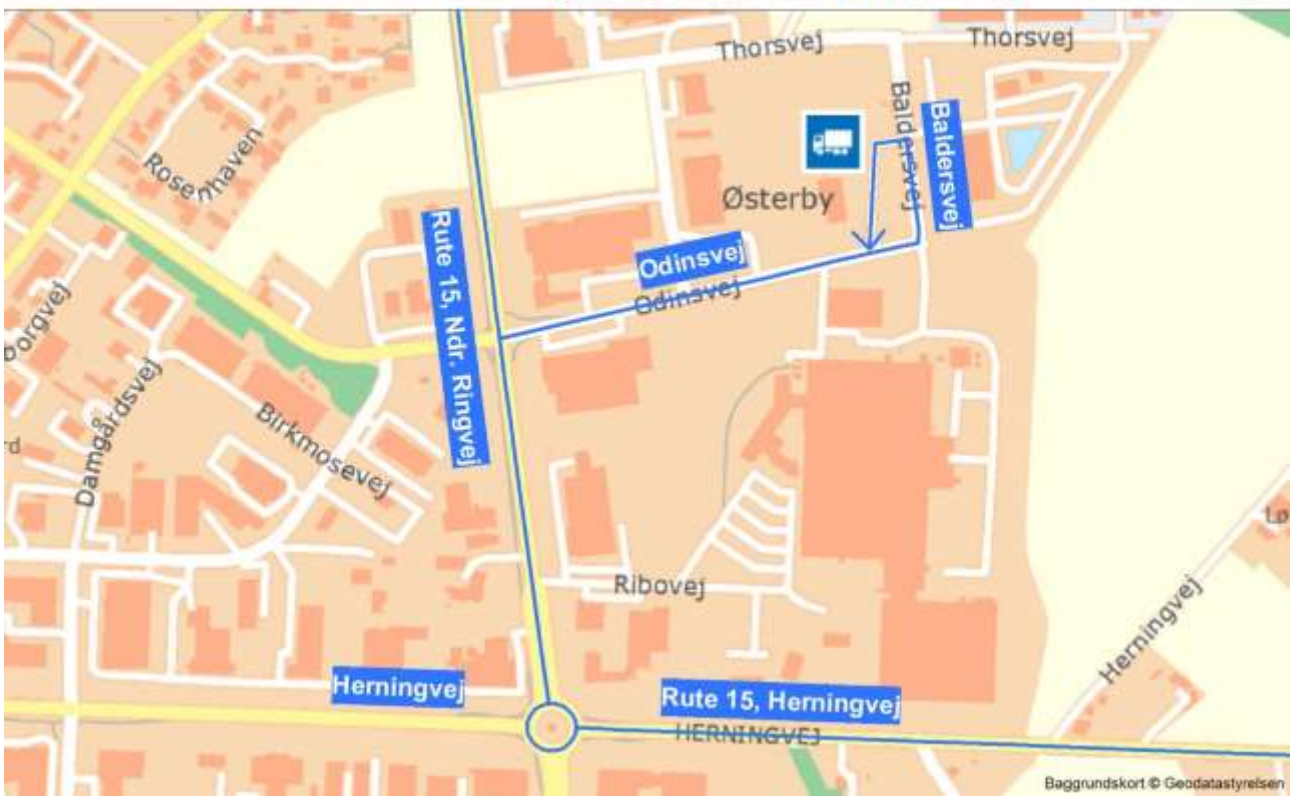 Thorsvej
Thorsvej
Rosenhaven
Baldersvej
Baldersvej
Østerby
Rute 15, Ndr. Ringvej
Odinsvej
Odinsvej
Damgårdsvej
Birkmosevej
Ribovej
Herningvej
Herningvej
Rute 15, Herningvej
HERNINGVEJ
Baggrundskort © Geodatastyrelsen